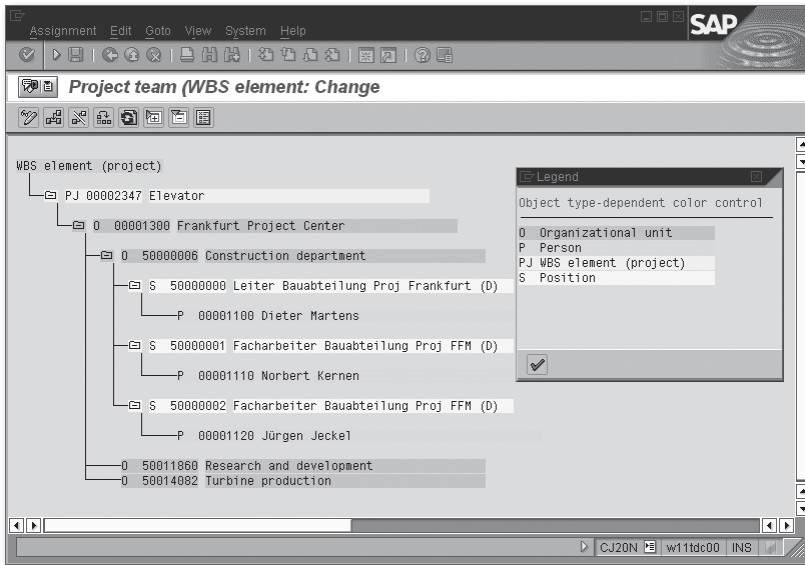 Assignment Edit Goto View System Help
SAP
Project team (WBS element: Change
WBS element (project)
PJ 00002347 Elevator
O 00001300 Frankfurt Project Center
O 50000006 Construction department
S 50000000 Leiter Bauabteilung Proj Frankfurt (D)
P 00001100 Dieter Martens
S 50000001 Facharbeiter Bauabteilung Proj FFM (D)
P 00001110 Norbert Kernen
S 50000002 Facharbeiter Bauabteilung Proj FFM (D)
P 00001120 Jürgen Jeckel
O 50011860 Research and development
O 50014082 Turbine production
Legend
Object type-dependent color control
O Organizational unit
P Person
PJ WBS element (project)
S Position
CJ20N w11tdc00 INS